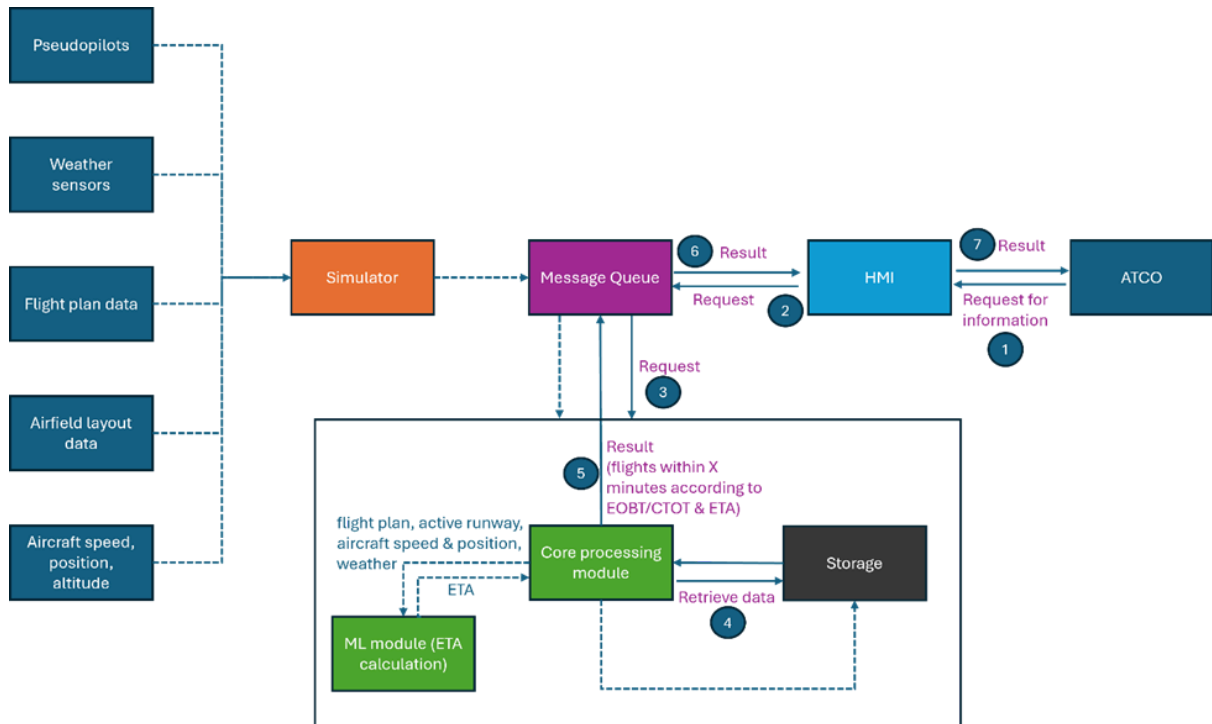 Pseudopilots
Weather
sensors
Flight plan data
Airfield layout
data
Aircraft speed,
position,
altitude
Simulator
Message Queue
6
Result
Request
2
HMI
7
Result
Request for
information
1
ATCO
Request
3
5
Result
(flights within X
minutes according to
EOBT/CTOT & ETA)
flight plan, active runway,
aircraft speed & position,
weather
ETA
Core processing
module
Storage
Retrieve data
4
ML module (ETA
calculation)